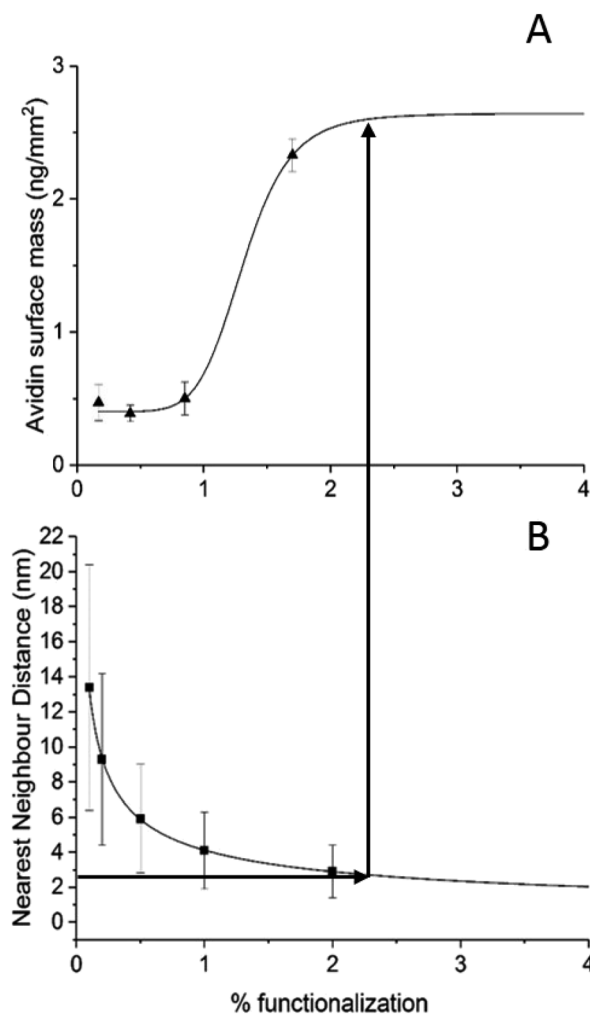 A
Avidin surface mass (ng/mm²)
3
2
1
0
0 1 2 3 4
B
Nearest Neighbour Distance (nm)
22
20
18
16
14
12
10
8
6
4
2
0
0 1 2 3 4
% functionalization